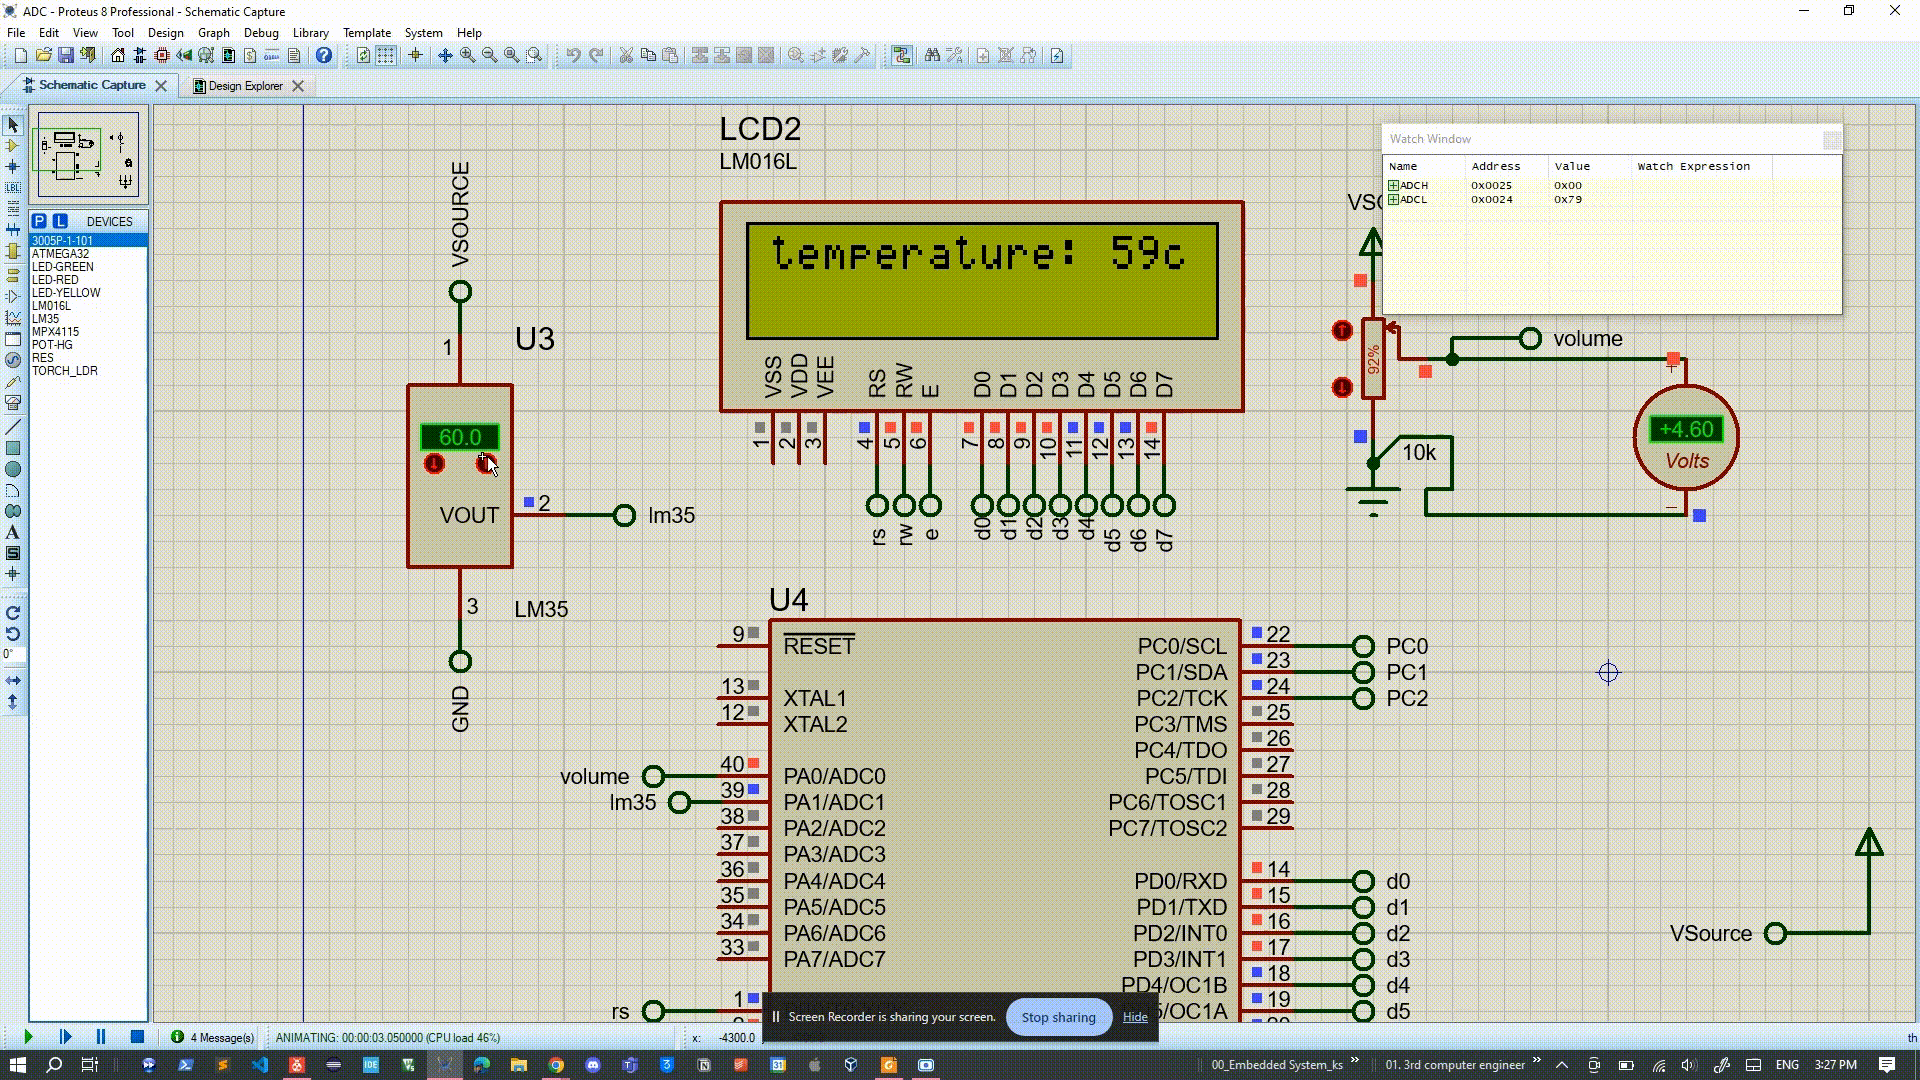 ADC - Proteus 8 Professional - Schematic Capture
File Edit View Tool Design Graph Debug Library Template System Help
Schematic Capture
Design Explorer
P L DEVICES
3005P-1-101
ATMEGA32
LED-GREEN
LED-RED
LED-YELLOW
LM016L
LM35
MPX4115
POT-HG
RES
TORCH_LDR
LBL
0°
VSOURCE
1
U3
60.0
VOUT
2
lm35
3
LM35
GND
LCD2
LM016L
temperature: 59c
VSS VDD VEE RS RW E D0 D1 D2 D3 D4 D5 D6 D7
1 2 3 4 5 6 7 8 9 10 11 12 13 14
rs rw e d0 d1 d2 d3 d4 d5 d6 d7
Watch Window
Name Address Value Watch Expression
ADCH 0x0025 0x00
ADCL 0x0024 0x79
volume
92%
10k
+4.60
Volts
U4
9 RESET
13 XTAL1
12 XTAL2
volume 40 PA0/ADC0
lm35 39 PA1/ADC1
38 PA2/ADC2
37 PA3/ADC3
36 PA4/ADC4
35 PA5/ADC5
34 PA6/ADC6
33 PA7/ADC7
rs 1
PC0/SCL 22 PC0
PC1/SDA 23 PC1
PC2/TCK 24 PC2
PC3/TMS 25
PC4/TDO 26
PC5/TDI 27
PC6/TOSC1 28
PC7/TOSC2 29
PD0/RXD 14 d0
PD1/TXD 15 d1
PD2/INT0 16 d2
PD3/INT1 17 d3
PD4/OC1B 18 d4
/OC1A 19 d5
VSource
Screen Recorder is sharing your screen. Stop sharing Hide
4 Message(s) ANIMATING: 00:00:03.050000 (CPU load 46%) x: -4300.0 th
00_Embedded System_ks 01. 3rd computer engineer ENG 3:27 PM